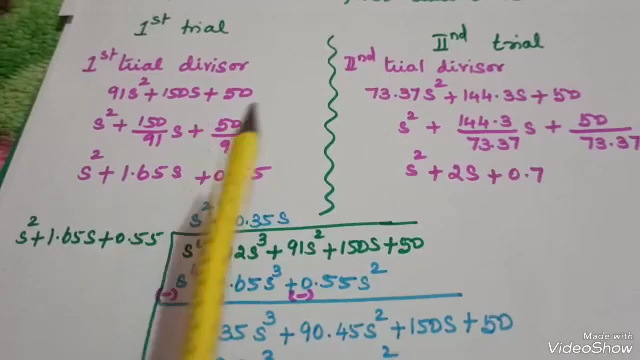 1st trial
1st trial divisor
91s² + 150s + 50
s² + 150/91 s + 50/9
s² + 1.65s + 0. 5
IInd trial
IInd trial divisor
73.37s² + 144.3s + 50
s² + 144.3/73.37 s + 50/73.37
s² + 2s + 0.7
s² 0.35s
s² + 1.65s + 0.55
s 2s³ + 91s² + 150s + 50
s .65s³ + 0.55s²
(-) (-)
35s³ + 90.45s² + 150s + 50
Made with
VideoShow